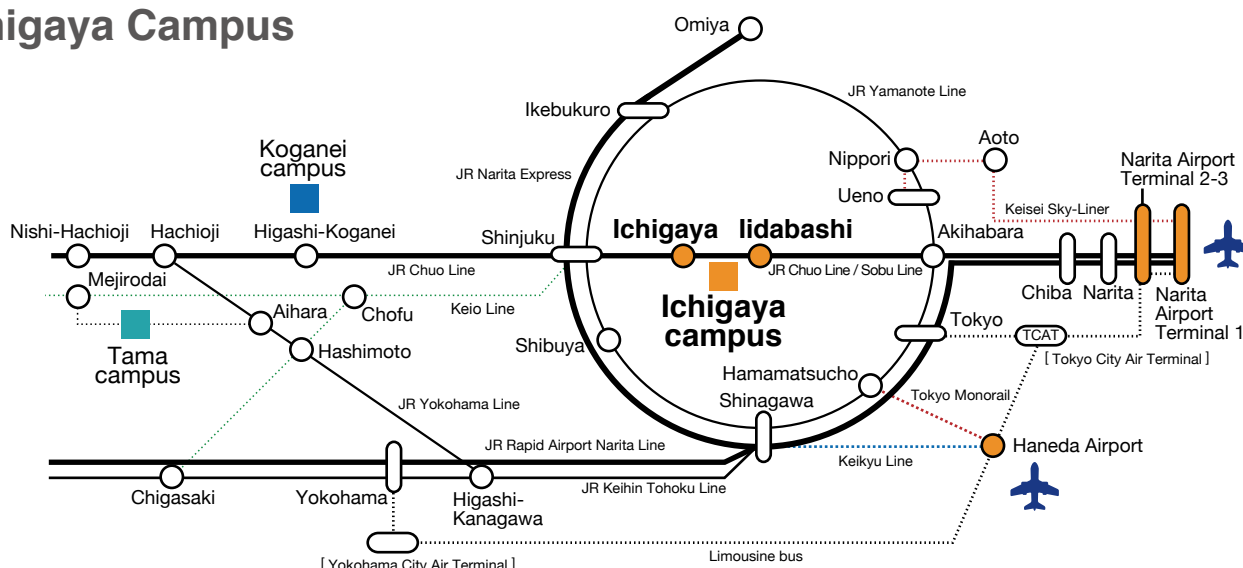 higaya Campus
Omiya
JR Yamanote Line
Ikebukuro
Aoto
Koganei
campus
Nippori
Narita Airport
Terminal 2-3
JR Narita Express
Ueno
Keisei Sky-Liner
Nishi-Hachioji
Hachioji
Higashi-Koganei
Shinjuku
Ichigaya
Iidabashi
Akihabara
JR Chuo Line
JR Chuo Line / Sobu Line
Mejirodai
Chiba
Narita
Narita
Airport
Terminal 1
Keio Line
Ichigaya
campus
Aihara
Chofu
Tokyo
TCAT
[ Tokyo City Air Terminal ]
Tama
campus
Hashimoto
Shibuya
Hamamatsucho
Tokyo Monorail
Shinagawa
JR Yokohama Line
JR Rapid Airport Narita Line
Haneda Airport
Keikyu Line
JR Keihin Tohoku Line
Chigasaki
Yokohama
Higashi-
Kanagawa
Limousine bus
[ Yokohama City Air Terminal ]